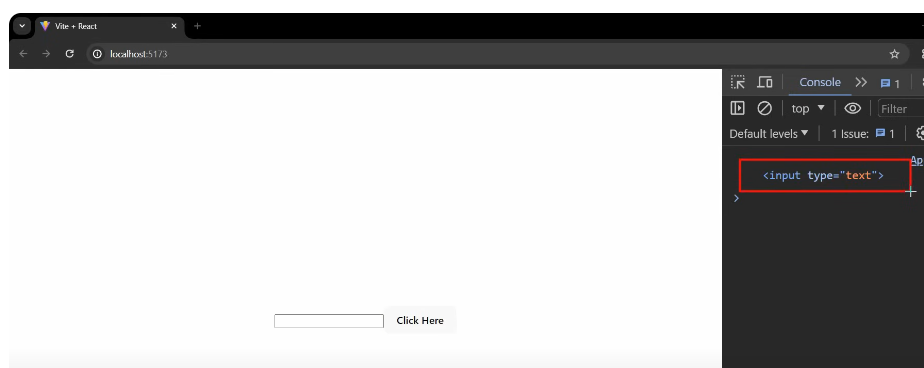 Vite + React
localhost:5173
Console
1
top
Filter
Default levels
1 Issue:
1
Ap
<input type="text">
Click Here